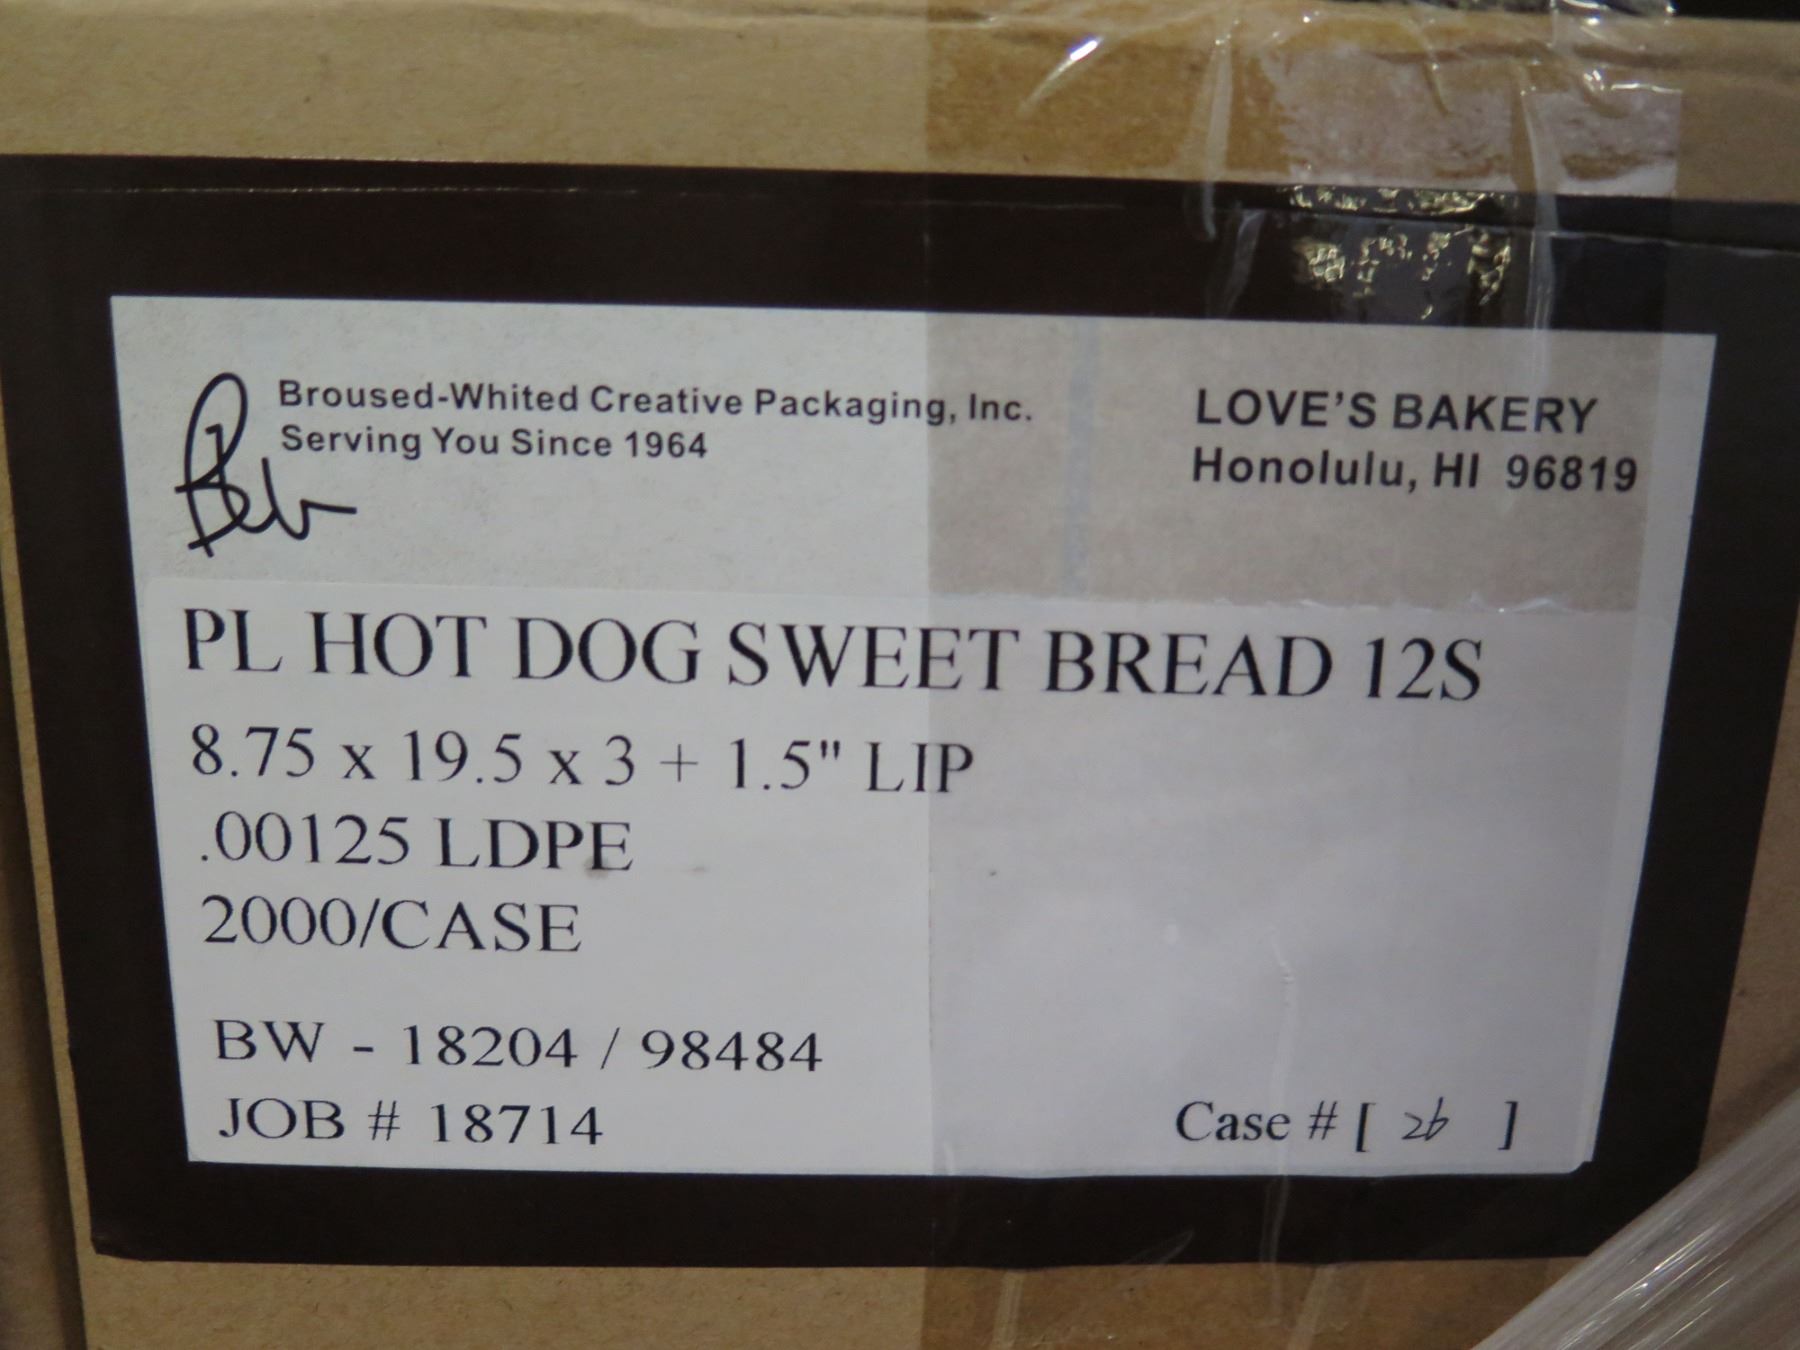 Broused-Whited Creative Packaging, Inc.
Serving You Since 1964
LOVE'S BAKERY
Honolulu, HI 96819
PL HOT DOG SWEET BREAD 12S
8.75 x 19.5 x 3 + 1.5" LIP
.00125 LDPE
2000/CASE
BW - 18204 / 98484
JOB # 18714
Case # [ 26 ]